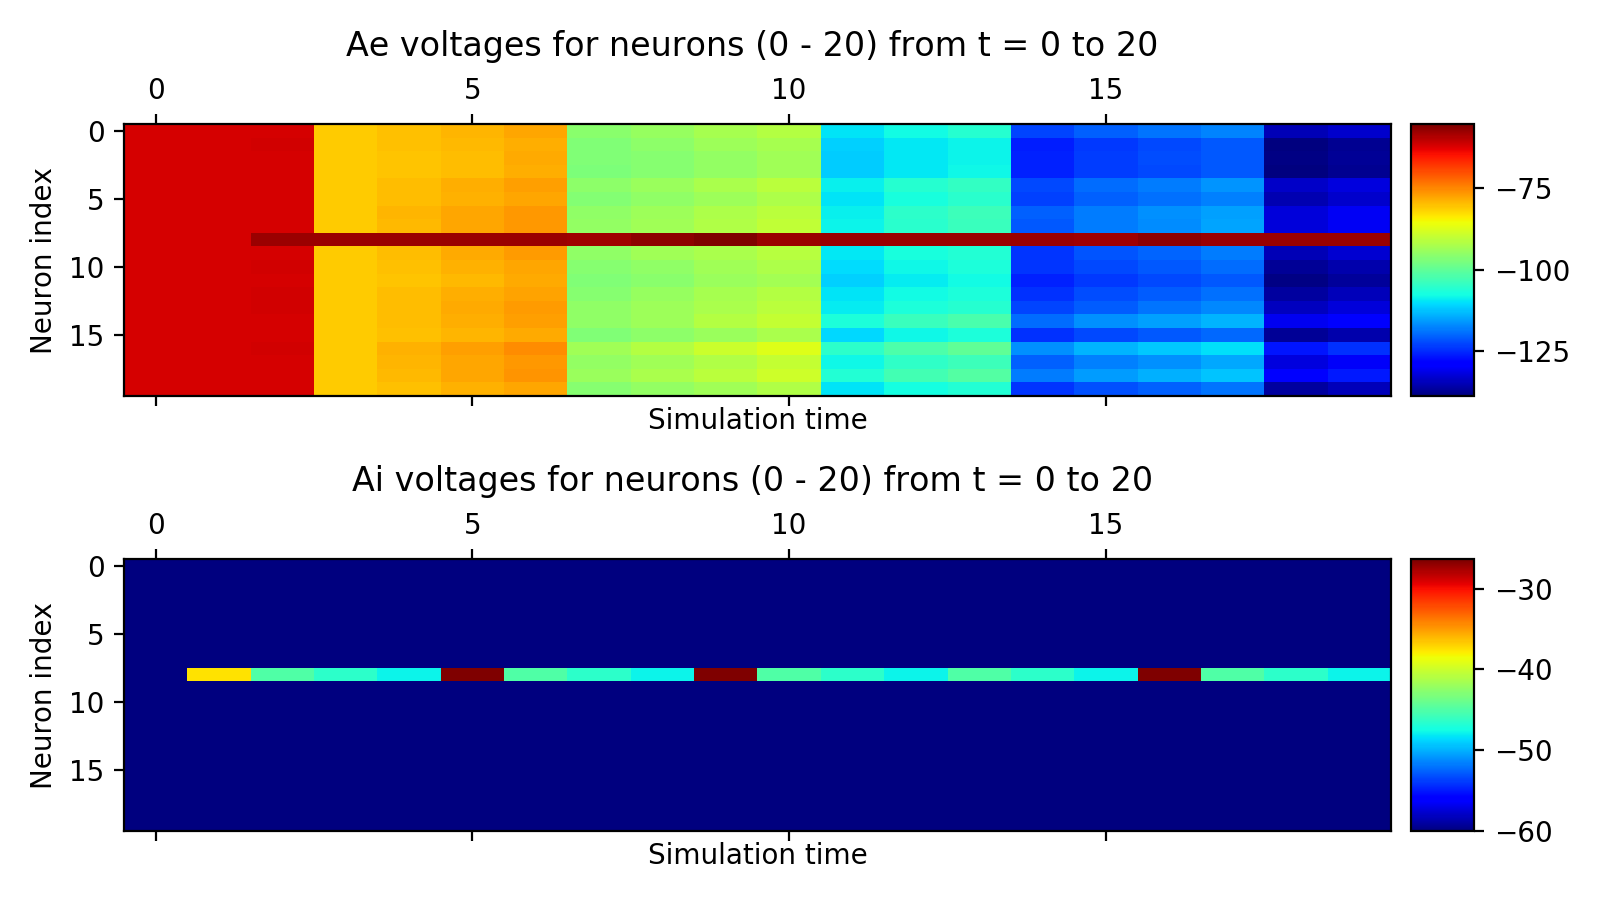 Ae voltages for neurons (0 - 20) from t = 0 to 20
0 5 10 15
Neuron index
0
5
10
15
Simulation time
−75
−100
−125
Ai voltages for neurons (0 - 20) from t = 0 to 20
0 5 10 15
Neuron index
0
5
10
15
Simulation time
−30
−40
−50
−60